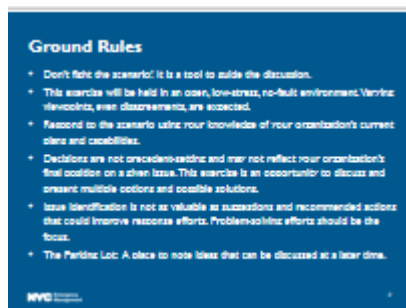 Ground Rules
• Don't fight the scenario! It is a tool to guide the discussion.
• This exercise will be held in an open, low-stress, no-fault environment. Varying
viewpoints, even disagreements, are expected.
• Respond to the scenario using your knowledge of your organization's current
plans and capabilities.
• Decisions are not precedent-setting and may not reflect your organization's
final position on a given issue. This exercise is an opportunity to discuss and
present multiple options and possible solutions.
• Issue identification is not as valuable as suggestions and recommended actions
that could improve response efforts. Problem-solving efforts should be the
focus.
• The Parking Lot: A place to note ideas that can be discussed at a later time.
NYC Emergency
Management